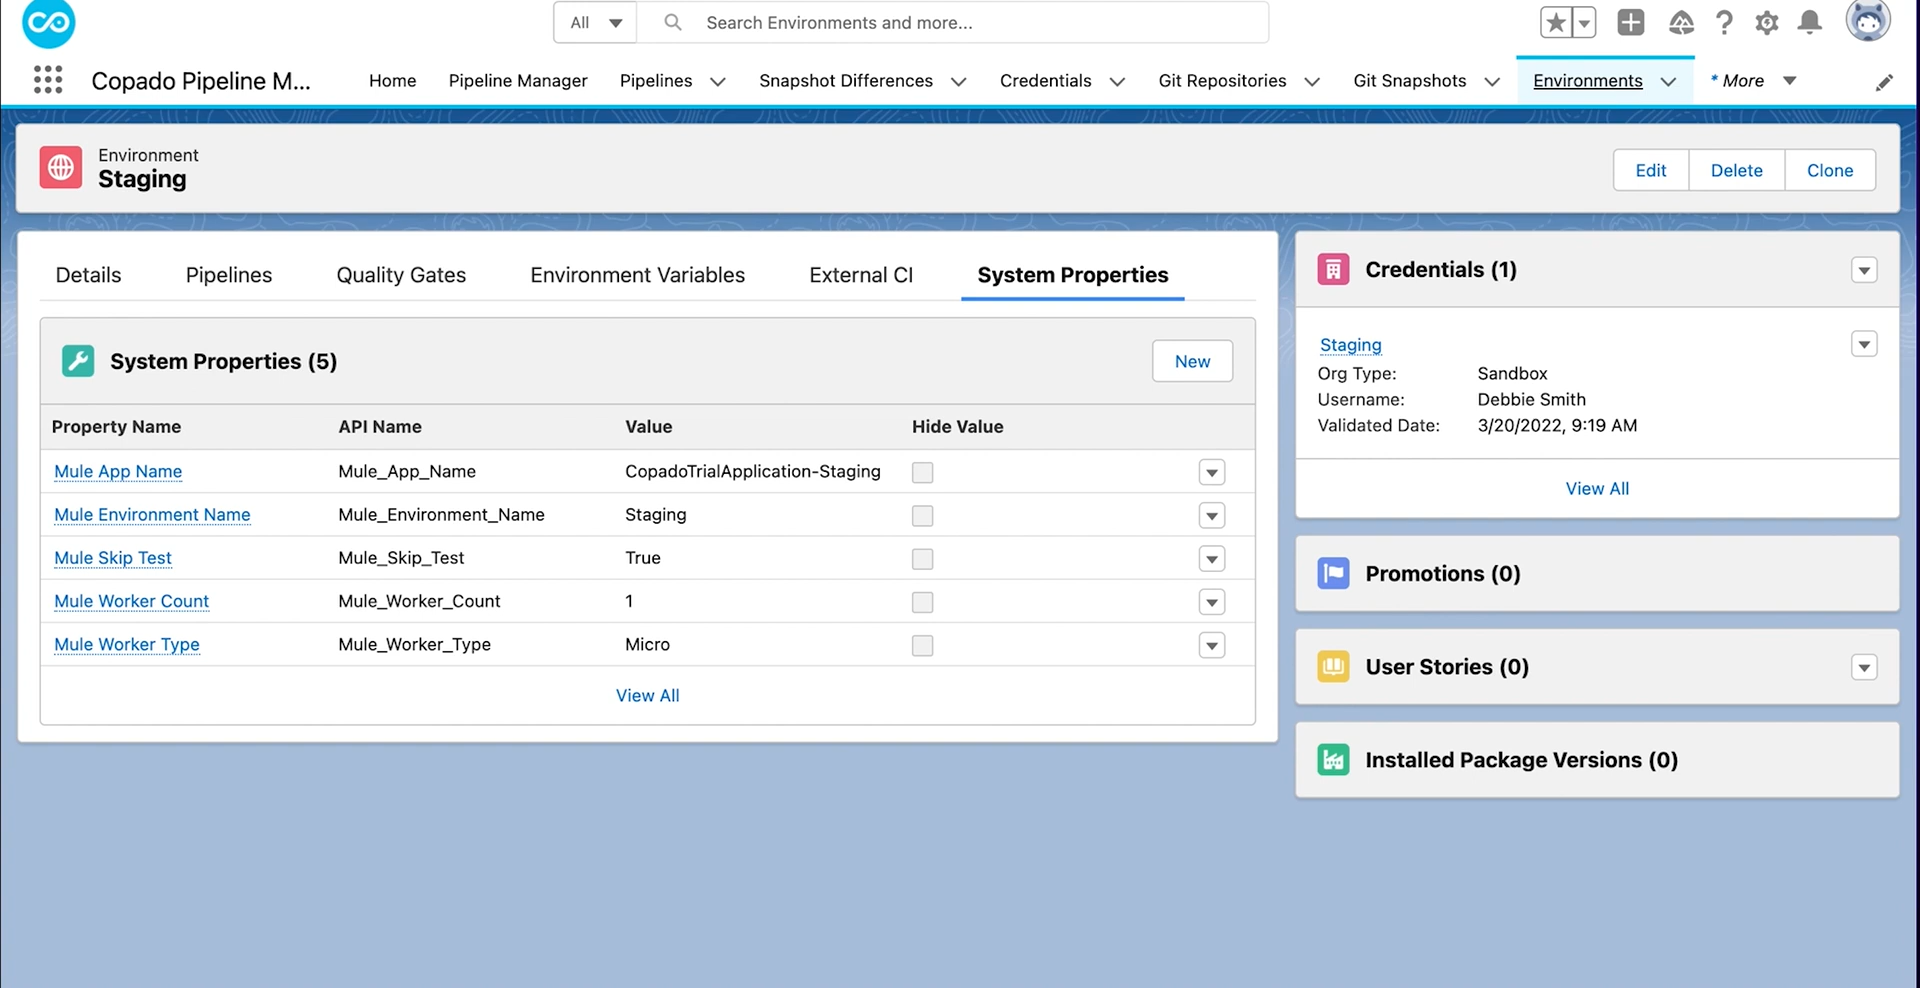 All
Search Environments and more...
Copado Pipeline M...
Home
Pipeline Manager
Pipelines
Snapshot Differences
Credentials
Git Repositories
Git Snapshots
Environments
* More
Environment
Staging
Edit
Delete
Clone
Details
Pipelines
Quality Gates
Environment Variables
External CI
System Properties
System Properties (5)
New
Property Name API Name Value Hide Value
Mule App Name Mule_App_Name CopadoTrialApplication-Staging
Mule Environment Name Mule_Environment_Name Staging
Mule Skip Test Mule_Skip_Test True
Mule Worker Count Mule_Worker_Count 1
Mule Worker Type Mule_Worker_Type Micro
View All
Credentials (1)
Staging
Org Type: Sandbox
Username: Debbie Smith
Validated Date: 3/20/2022, 9:19 AM
View All
Promotions (0)
User Stories (0)
Installed Package Versions (0)